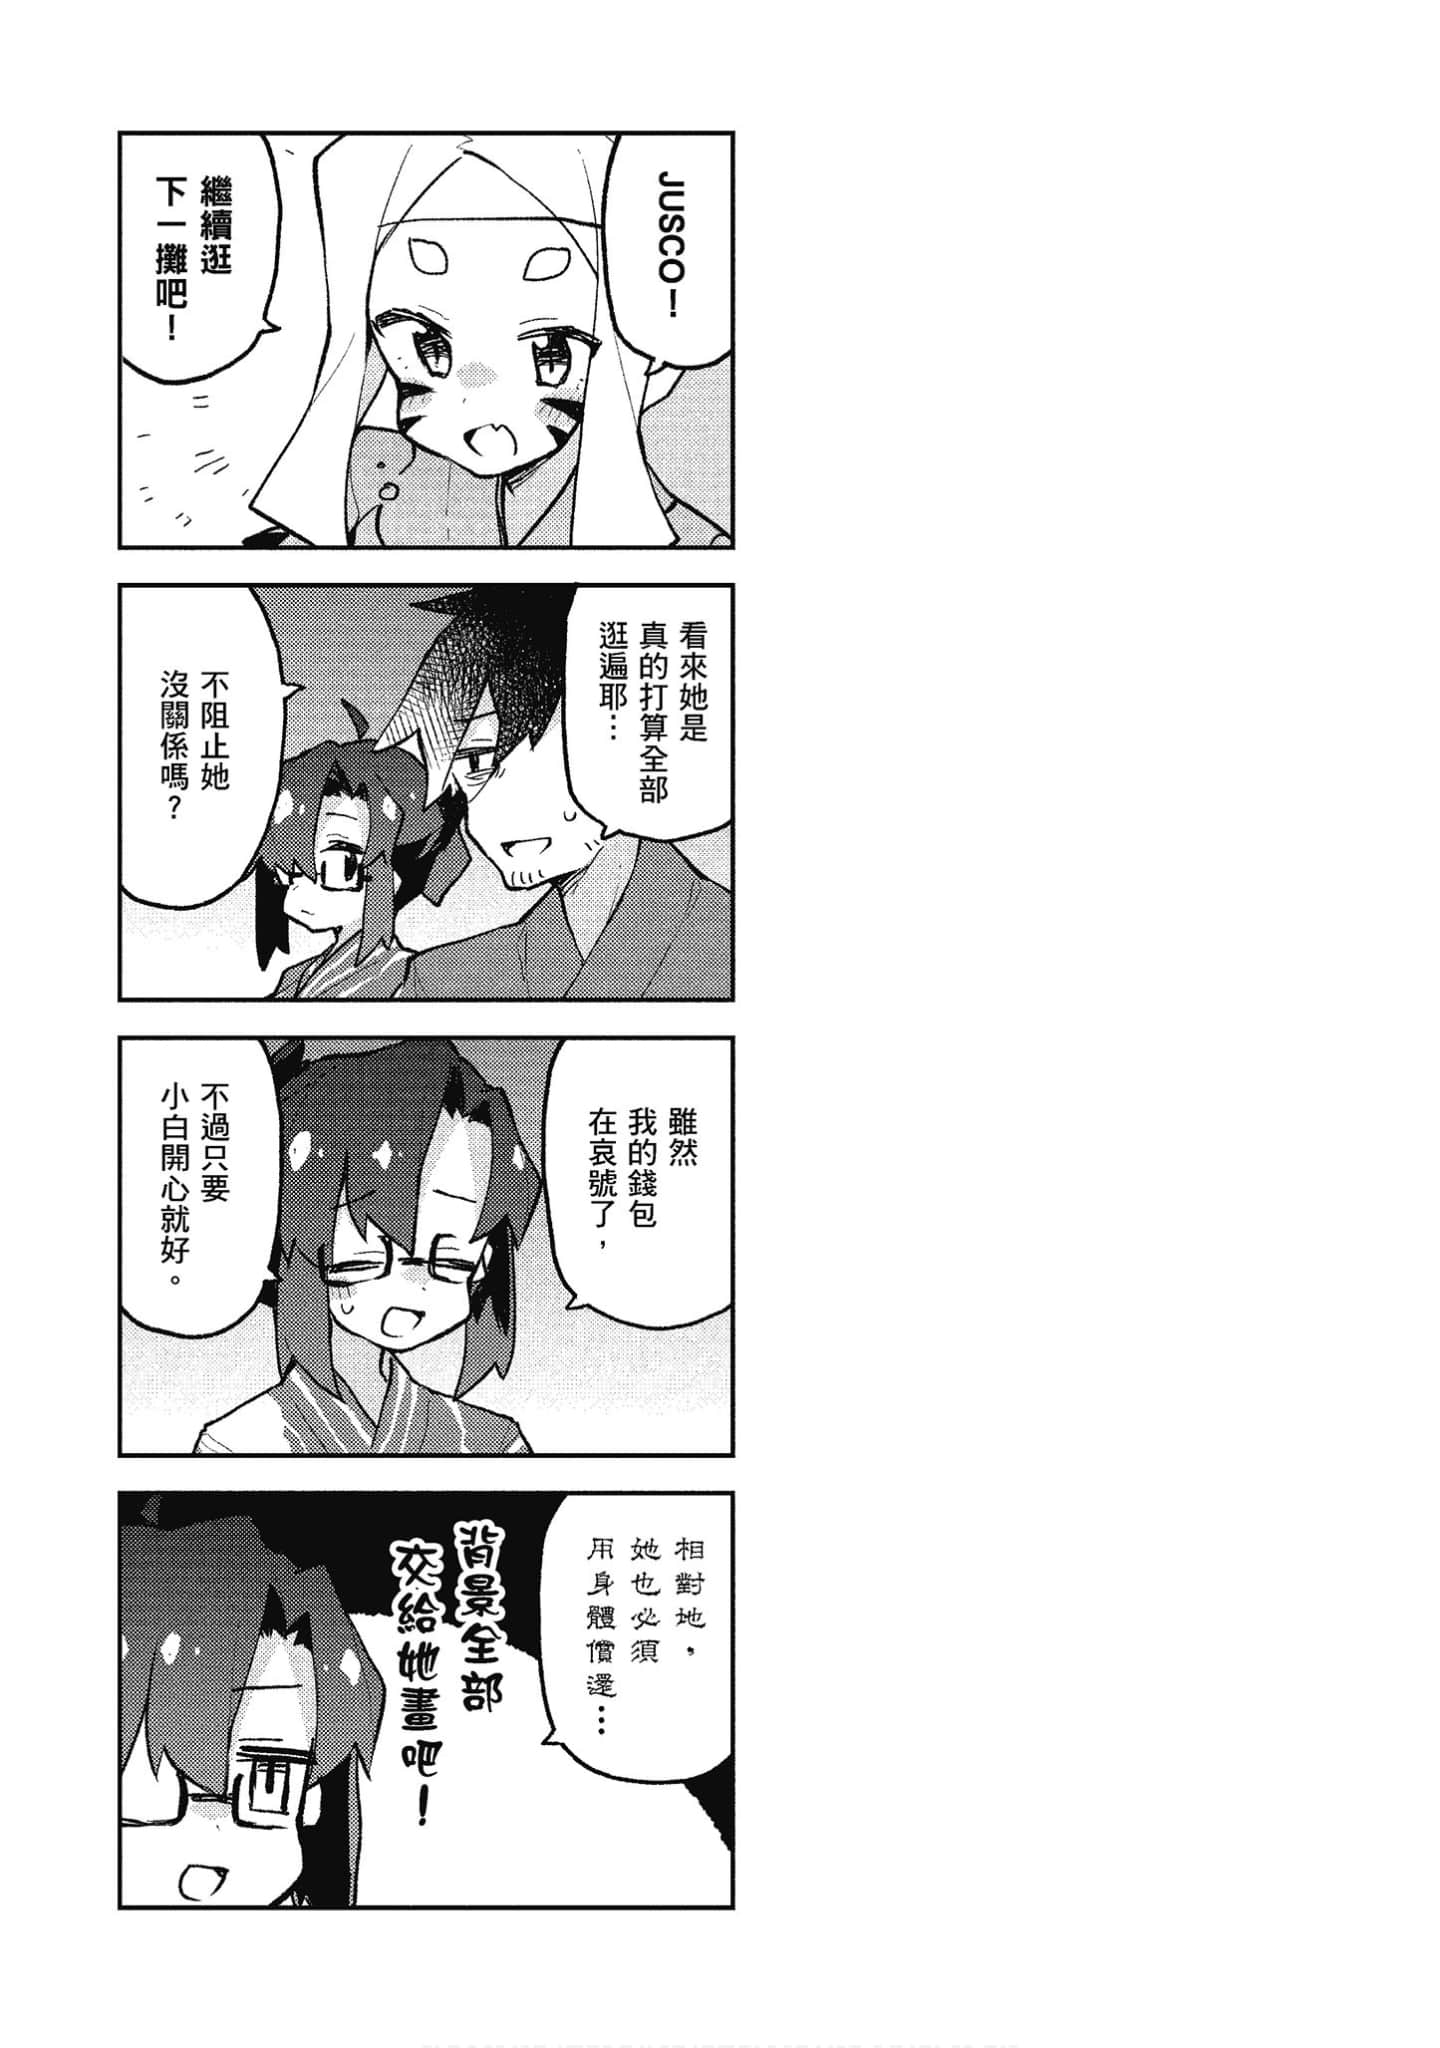 JUSCO！
繼續逛
下一攤吧！
看來她是
真的打算全部
逛遍耶…
不阻止她
沒關係嗎？
雖然
我的錢包
在哀號了，
不過只要
小白開心就好。
相對地，
她也必須
用身體償還…
背景全部
交給她畫吧！